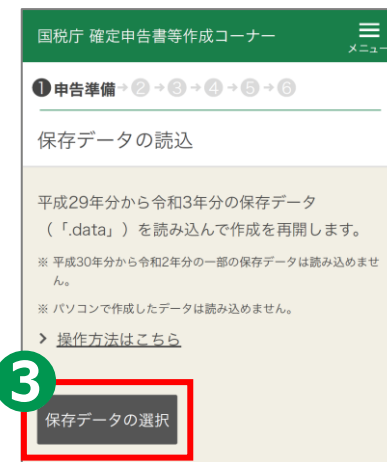 国税庁 確定申告書等作成コーナー
メニュー
❶申告準備→②→③→④→⑤→⑥
保存データの読込
平成29年分から令和3年分の保存データ
（「.data」）を読み込んで作成を再開します。
※ 平成30年分から令和2年分の一部の保存データは読み込めませ
ん。
※ パソコンで作成したデータは読み込めません。
> 操作方法はこちら
3
保存データの選択